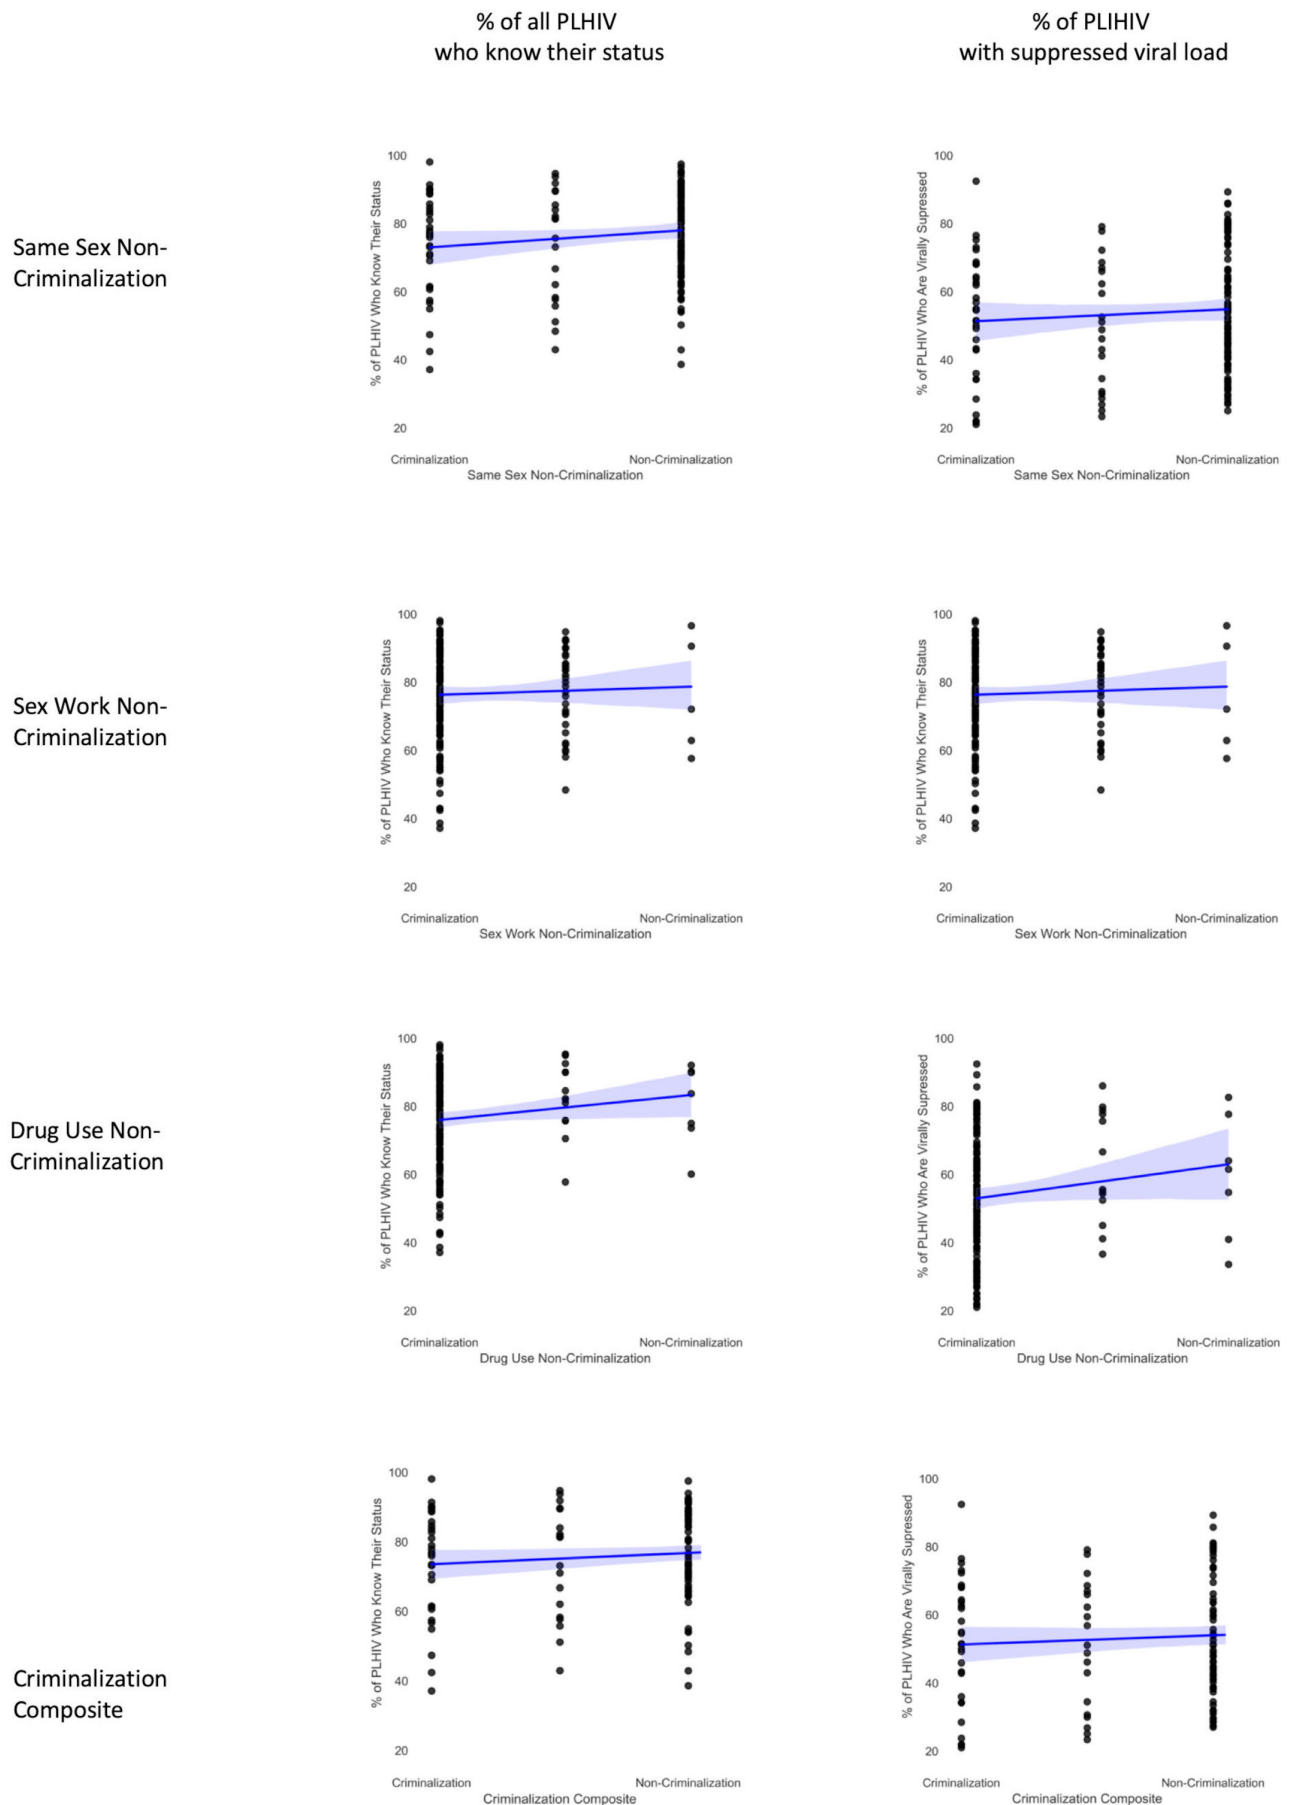 % of all PLHIV
who know their status
% of PLIHIV
with suppressed viral load
Same Sex Non-
Criminalization
% of PLHIV Who Know Their Status
100
80
60
40
20
Criminalization
Non-Criminalization
Same Sex Non-Criminalization
% of PLHIV Who Are Virally Supressed
100
80
60
40
20
Criminalization
Non-Criminalization
Same Sex Non-Criminalization
Sex Work Non-
Criminalization
% of PLHIV Who Know Their Status
100
80
60
40
20
Criminalization
Non-Criminalization
Sex Work Non-Criminalization
% of PLHIV Who Know Their Status
100
80
60
40
20
Criminalization
Non-Criminalization
Sex Work Non-Criminalization
Drug Use Non-
Criminalization
% of PLHIV Who Know Their Status
100
80
60
40
20
Criminalization
Non-Criminalization
Drug Use Non-Criminalization
% of PLHIV Who Are Virally Supressed
100
80
60
40
20
Criminalization
Non-Criminalization
Drug Use Non-Criminalization
Criminalization
Composite
% of PLHIV Who Know Their Status
100
80
60
40
20
Criminalization
Non-Criminalization
Criminalization Composite
% of PLHIV Who Are Virally Supressed
100
80
60
40
20
Criminalization
Non-Criminalization
Criminalization Composite